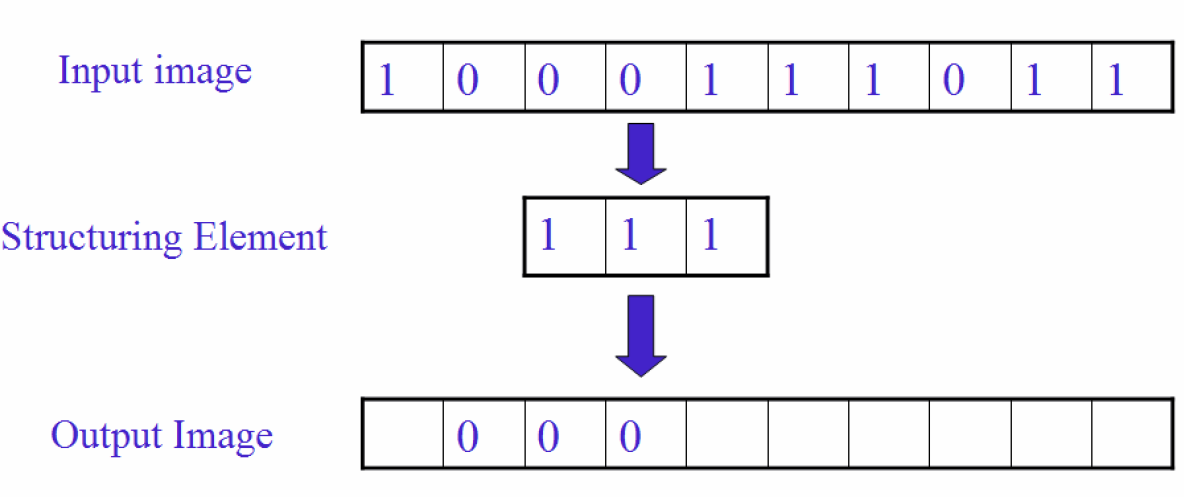 Input image 1 0 0 0 1 1 1 0 1 1
Structuring Element 1 1 1
Output Image 0 0 0